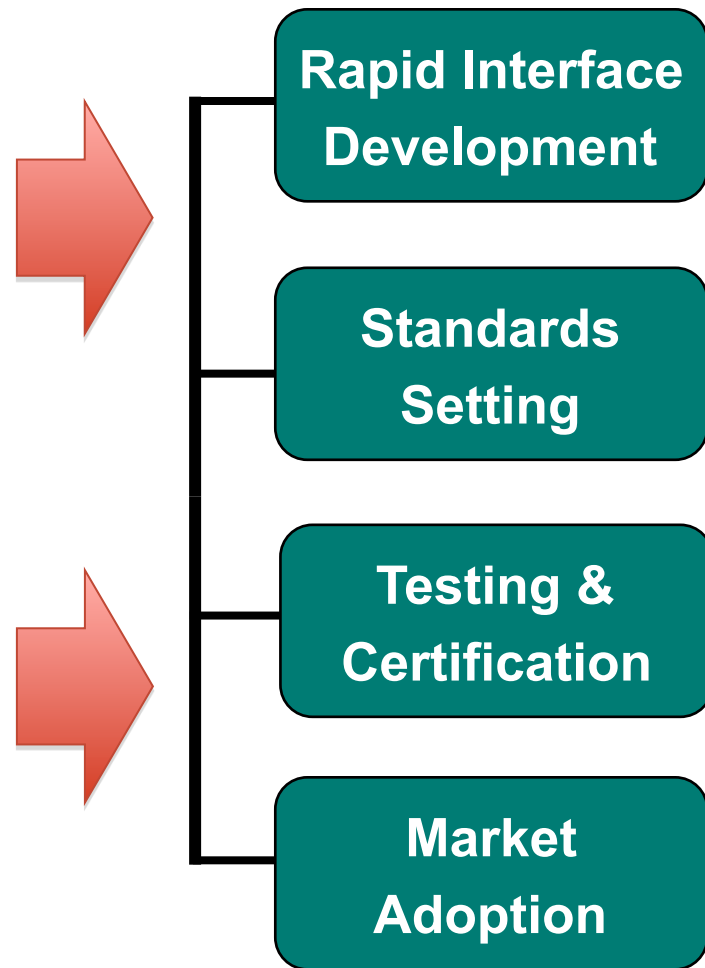 Rapid Interface
Development
Standards
Setting
Testing &
Certification
Market
Adoption